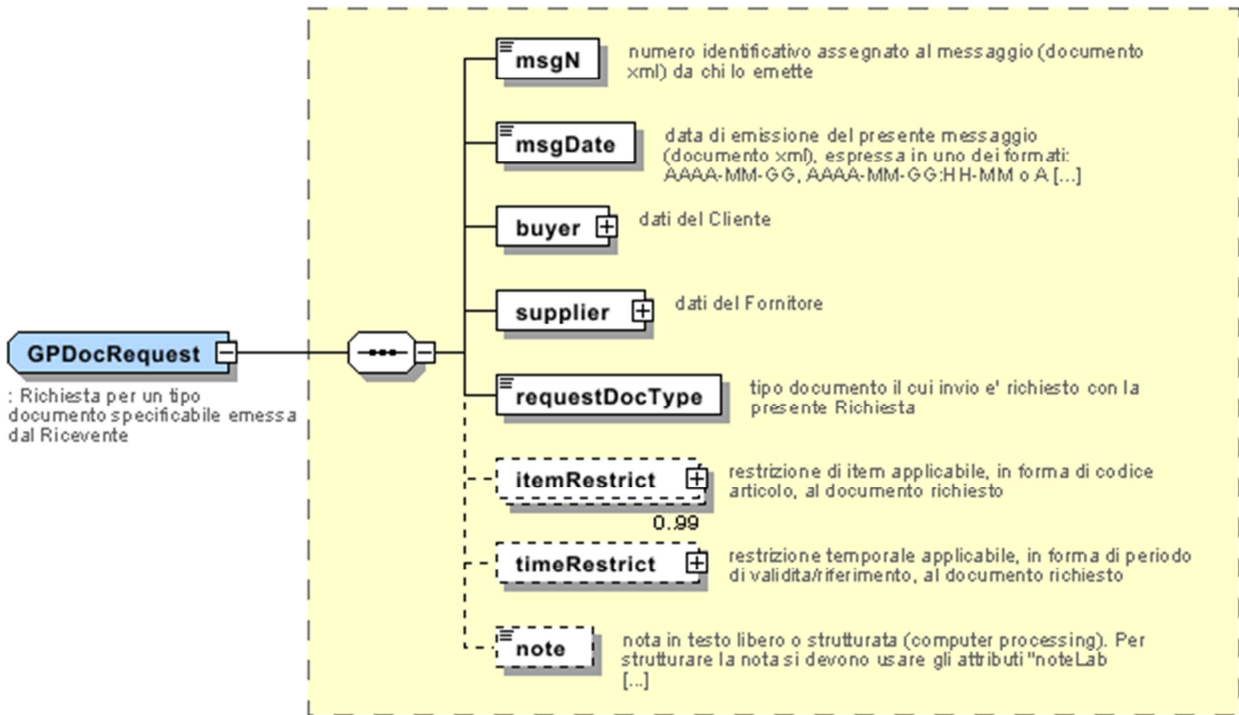 msgN
numero identificativo assegnato al messaggio (documento
xml) da chi lo emette
msgDate
data di emissione del presente messaggio
(documento xml), espressa in uno dei formati:
AAAA-MM-GG, AAAA-MM-GG:HH-MM o A [...]
buyer
dati del Cliente
supplier
dati del Fornitore
GPDocRequest
: Richiesta per un tipo
documento specificabile emessa
dal Ricevente
requestDocType
tipo documento il cui invio e' richiesto con la
presente Richiesta
itemRestrict
restrizione di item applicabile, in forma di codice
articolo, al documento richiesto
0..99
timeRestrict
restrizione temporale applicabile, in forma di periodo
di validita/riferimento, al documento richiesto
note
nota in testo libero o strutturata (computer processing). Per
strutturare la nota si devono usare gli attributi "noteLab
[...]